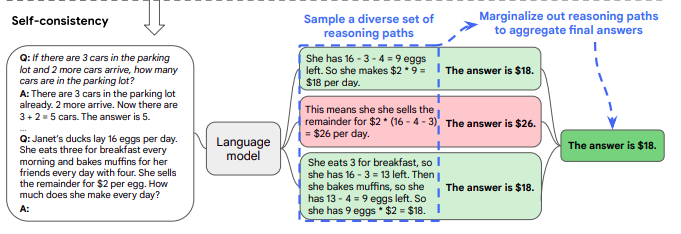 Self-consistency
Sample a diverse set of
reasoning paths
Marginalize out reasoning paths
to aggregate final answers
Q: If there are 3 cars in the parking
lot and 2 more cars arrive, how many
cars are in the parking lot?
A: There are 3 cars in the parking lot
already. 2 more arrive. Now there are
3 + 2 = 5 cars. The answer is 5.
...
Q: Janet's ducks lay 16 eggs per day.
She eats three for breakfast every
morning and bakes muffins for her
friends every day with four. She sells
the remainder for $2 per egg. How
much does she make every day?
A:
Language
model
She has 16 - 3 - 4 = 9 eggs
left. So she makes $2 * 9 =
$18 per day.
The answer is $18.
This means she she sells the
remainder for $2 * (16 - 4 - 3)
= $26 per day.
The answer is $26.
She eats 3 for breakfast, so
she has 16 - 3 = 13 left. Then
she bakes muffins, so she
has 13 - 4 = 9 eggs left. So
she has 9 eggs * $2 = $18.
The answer is $18.
The answer is $18.